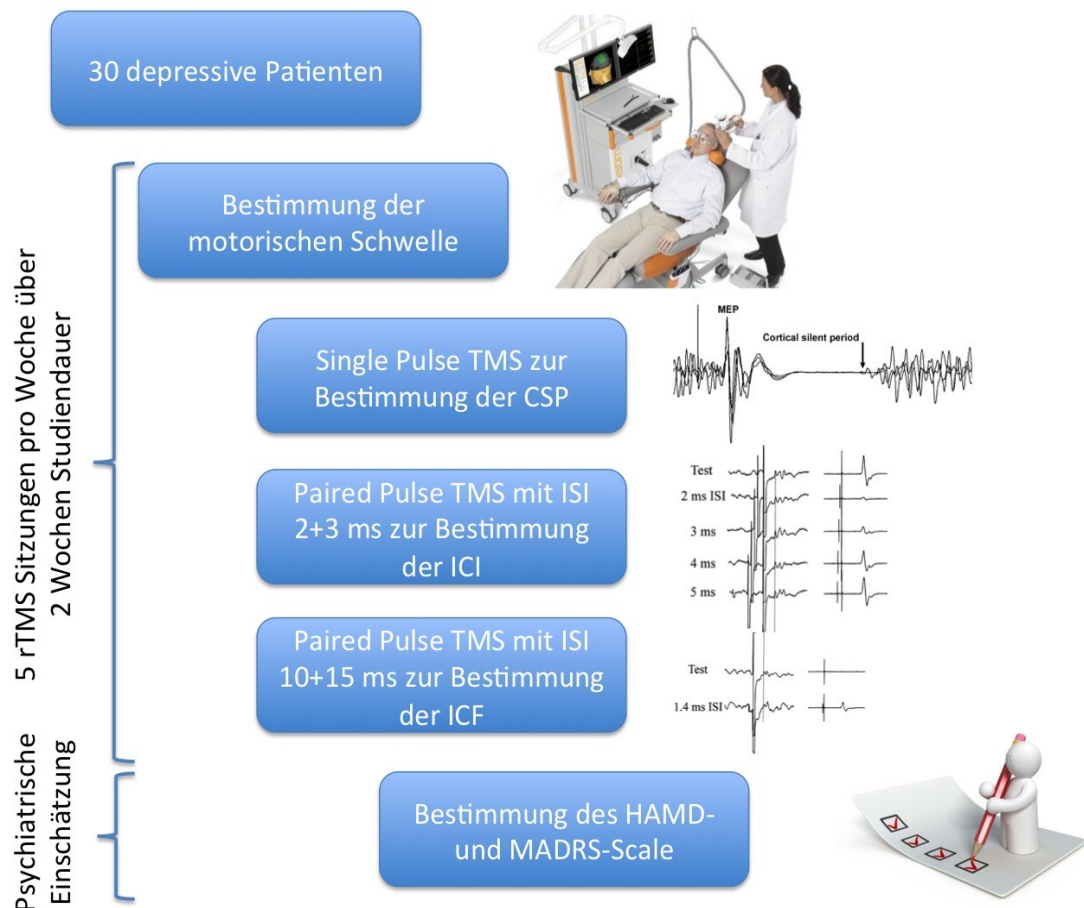 30 depressive Patienten
5 rTMS Sitzungen pro Woche über
2 Wochen Studiendauer
Bestimmung der
motorischen Schwelle
Single Pulse TMS zur
Bestimmung der CSP
MEP
Cortical silent period
Paired Pulse TMS mit ISI
2+3 ms zur Bestimmung
der ICI
Test
2 ms ISI
3 ms
4 ms
5 ms
Paired Pulse TMS mit ISI
10+15 ms zur Bestimmung
der ICF
Test
1.4 ms ISI
Psychiatrische
Einschätzung
Bestimmung des HAMD-
und MADRS-Scale